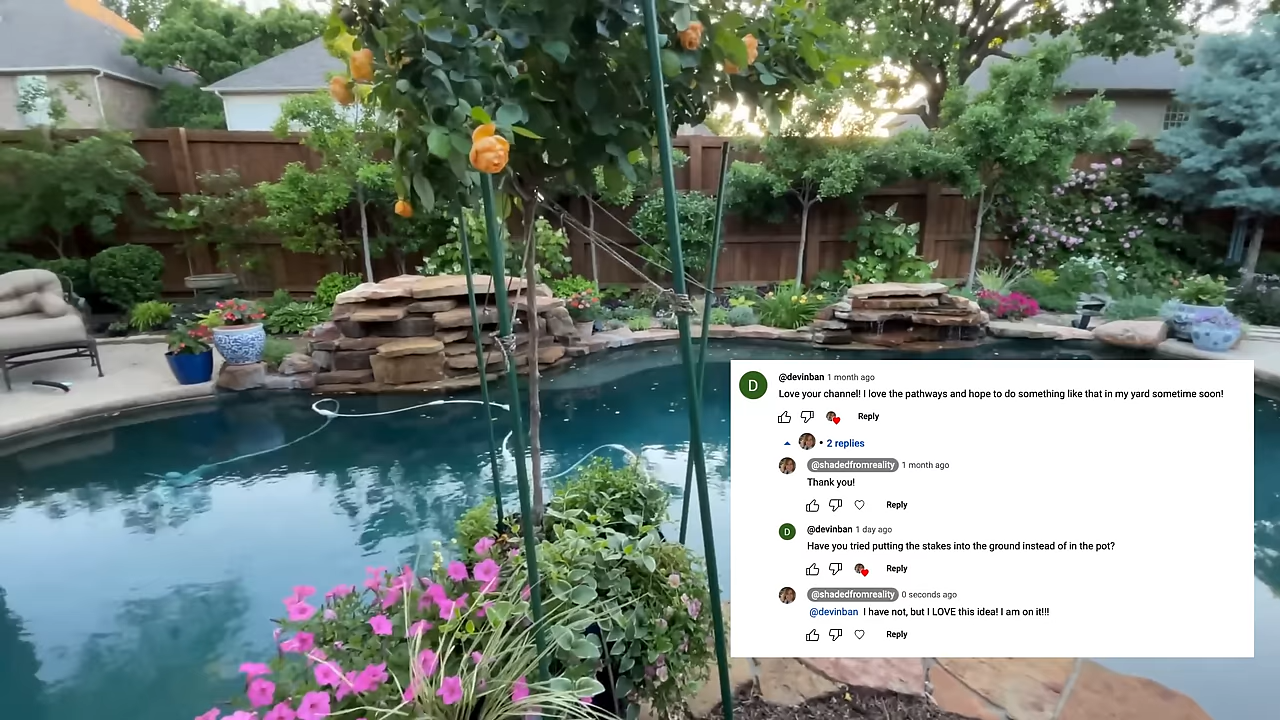 D
@devinban 1 month ago
Love your channel! I love the pathways and hope to do something like that in my yard sometime soon!
Reply
• 2 replies
@shadedfromreality 1 month ago
Thank you!
Reply
D
@devinban 1 day ago
Have you tried putting the stakes into the ground instead of in the pot?
Reply
@shadedfromreality 0 seconds ago
@devinban I have not, but I LOVE this idea! I am on it!!!
Reply